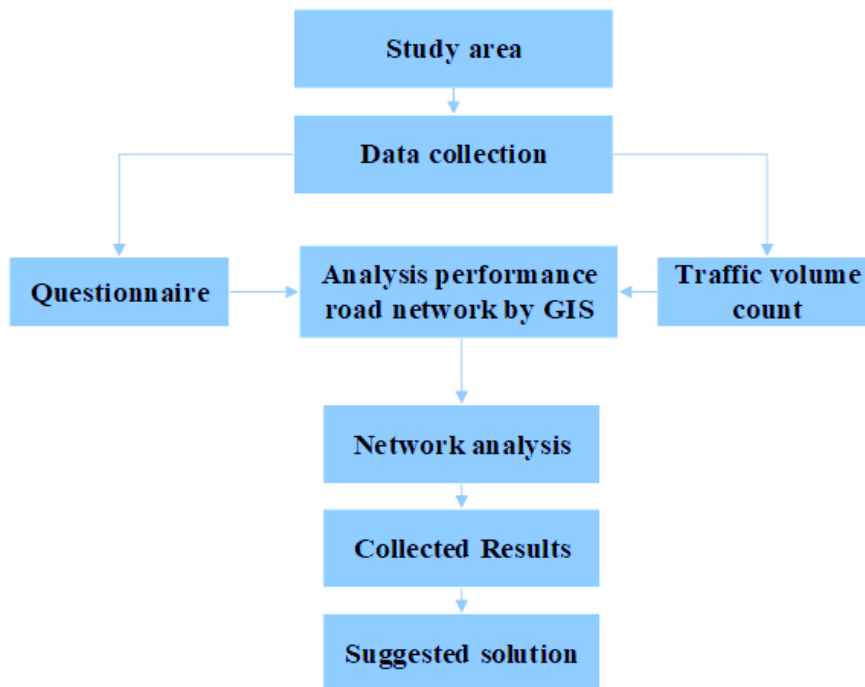 Study area
Data collection
Questionnaire
Analysis performance
road network by GIS
Traffic volume
count
Network analysis
Collected Results
Suggested solution